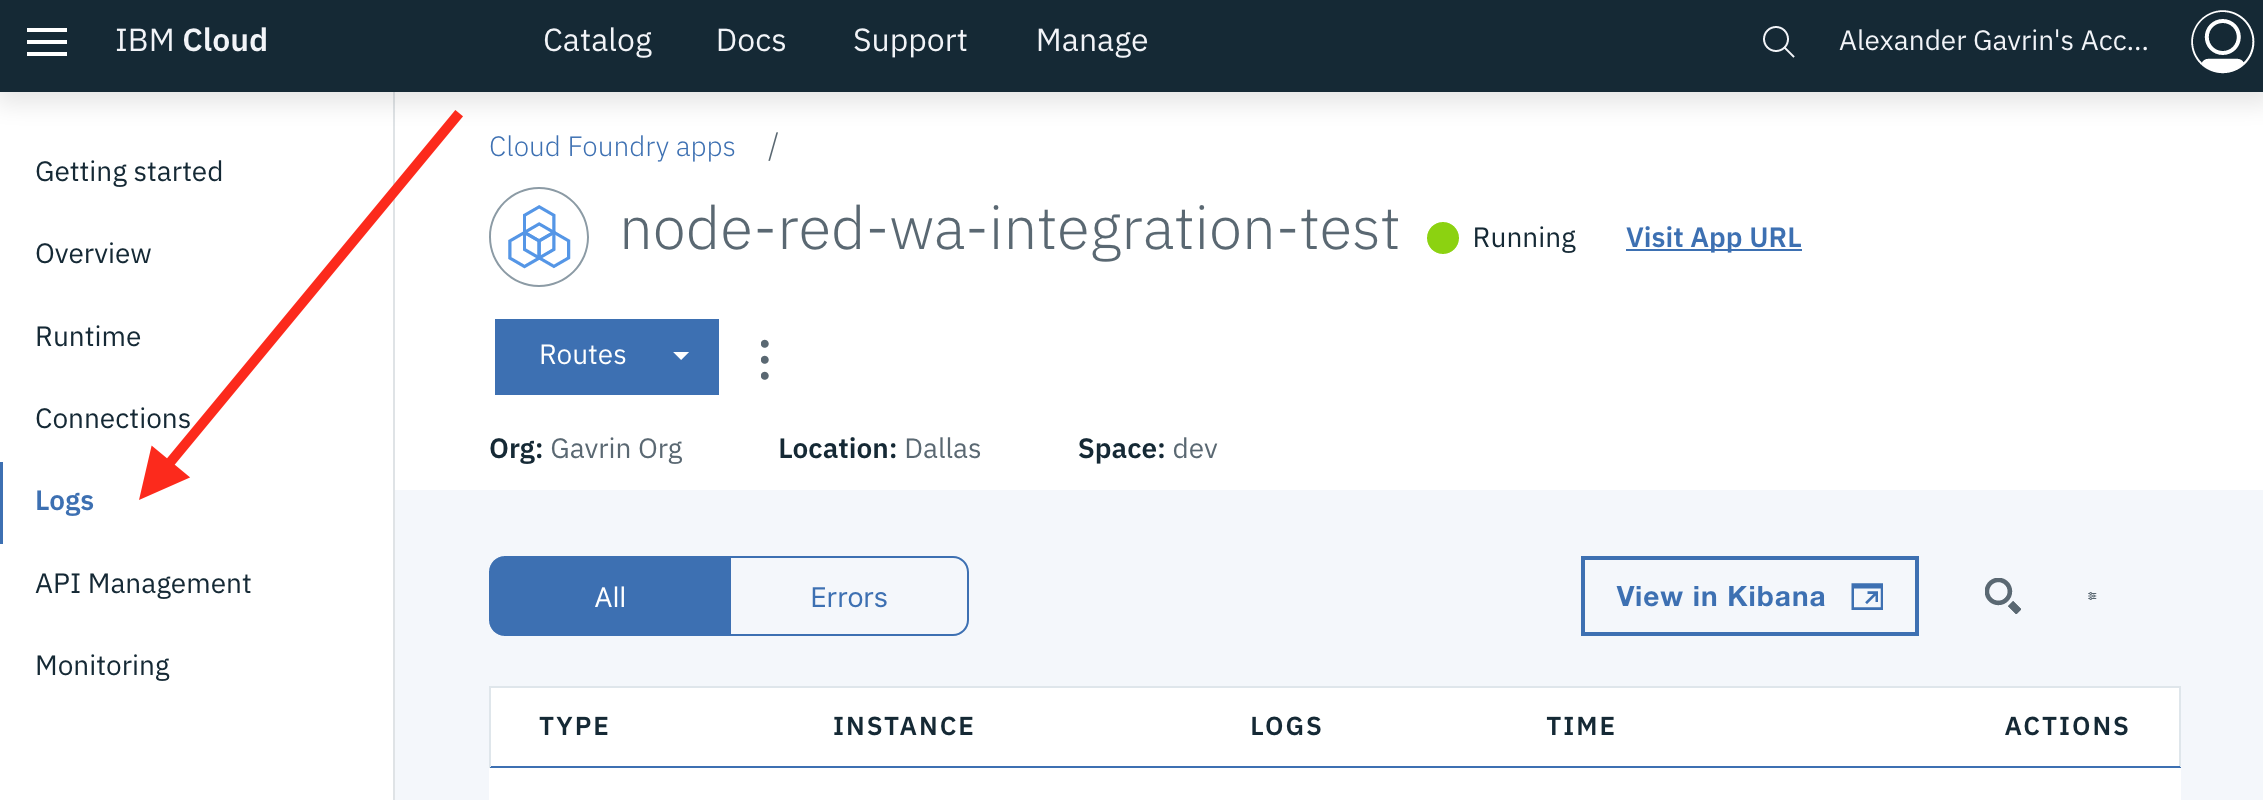 IBM Cloud
Catalog
Docs
Support
Manage
Alexander Gavrin's Acc...
Getting started
Overview
Runtime
Connections
Logs
API Management
Monitoring
Cloud Foundry apps /
node-red-wa-integration-test
Running
Visit App URL
Routes
Org: Gavrin Org
Location: Dallas
Space: dev
All
Errors
View in Kibana
TYPE
INSTANCE
LOGS
TIME
ACTIONS